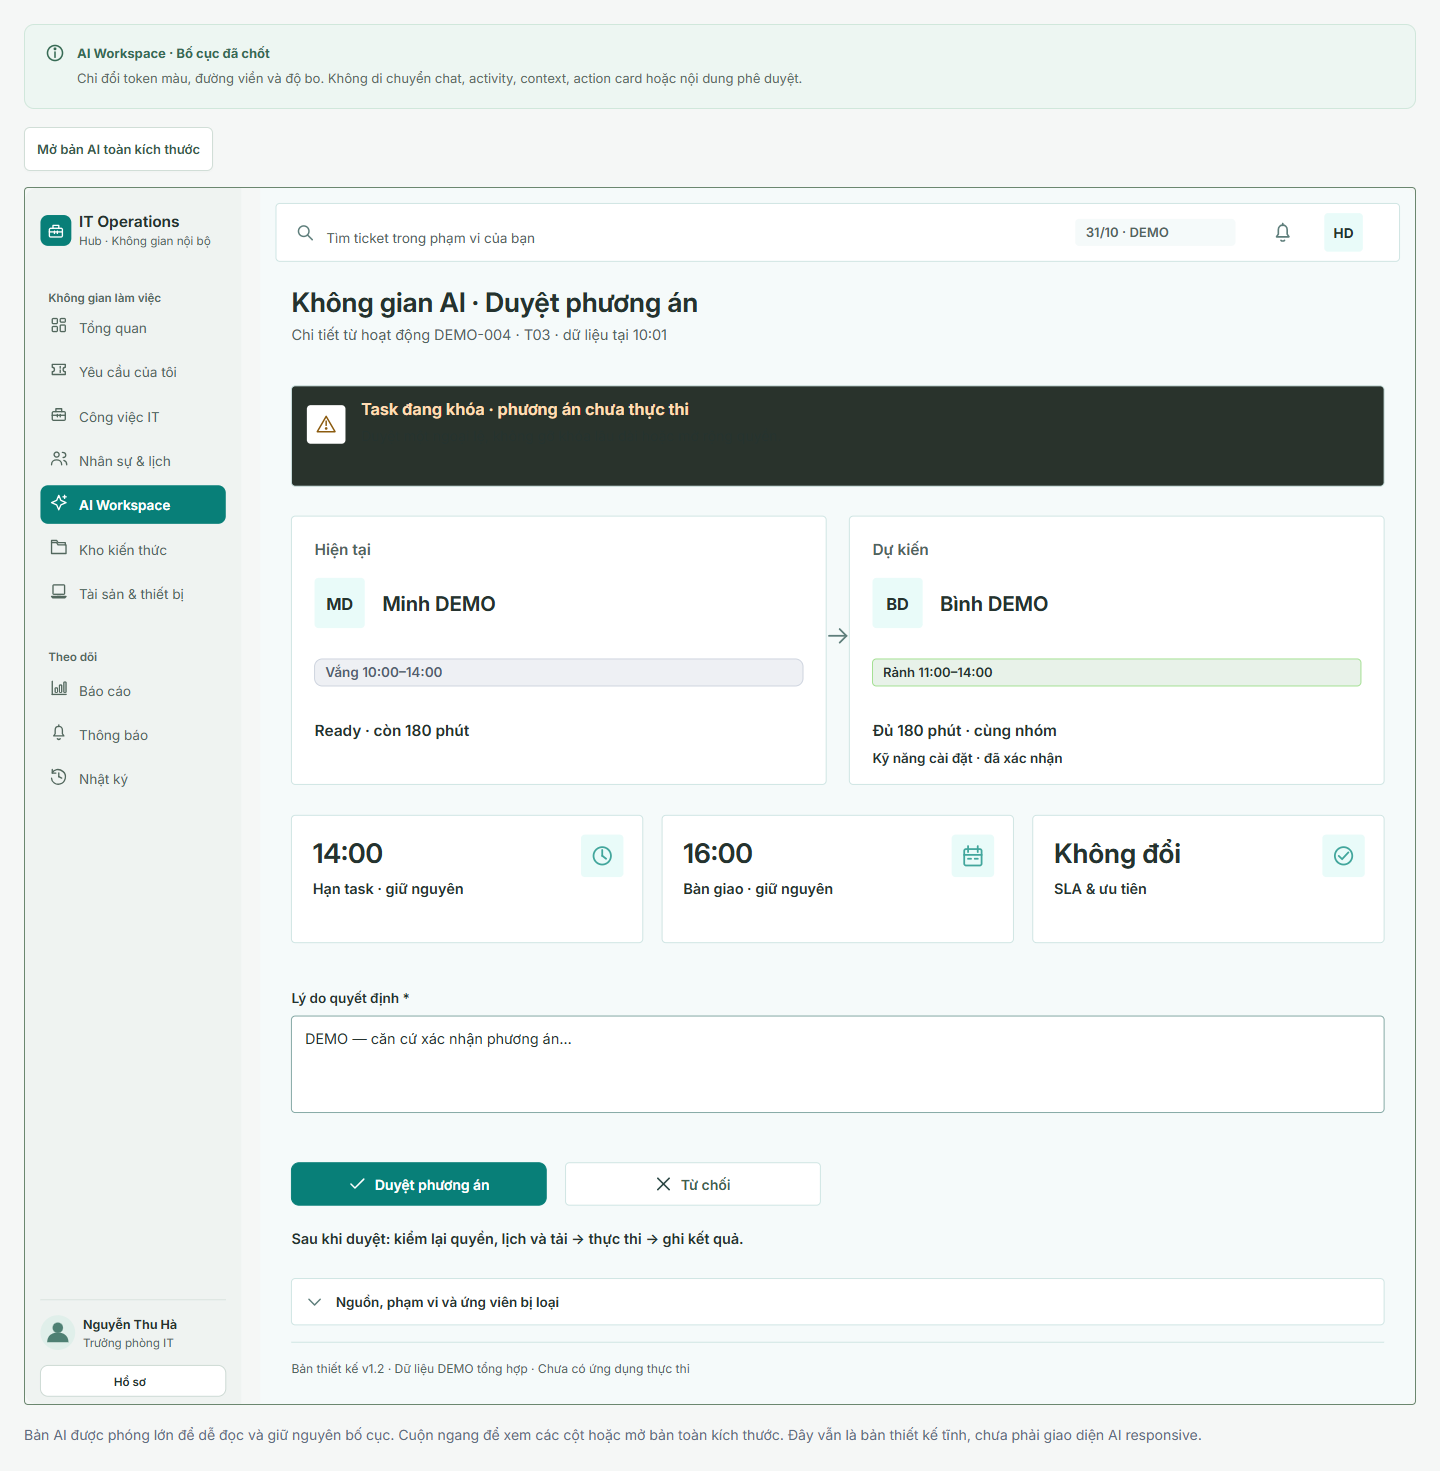 AI Workspace · Bố cục đã chốt
Chỉ đổi token màu, đường viền và độ bo. Không di chuyển chat, activity, context, action card hoặc nội dung phê duyệt.
Mở bản AI toàn kích thước
IT Operations
Hub · Không gian nội bộ
Không gian làm việc
Tổng quan
Yêu cầu của tôi
Công việc IT
Nhân sự & lịch
AI Workspace
Kho kiến thức
Tài sản & thiết bị
Theo dõi
Báo cáo
Thông báo
Nhật ký
Nguyễn Thu Hà
Trưởng phòng IT
Hồ sơ
Tìm ticket trong phạm vi của bạn
31/10 · DEMO
HD
Không gian AI · Duyệt phương án
Chi tiết từ hoạt động DEMO-004 · T03 · dữ liệu tại 10:01
Task đang khóa · phương án chưa thực thi
Hiện tại
MD
Minh DEMO
Vắng 10:00–14:00
Ready · còn 180 phút
Dự kiến
BD
Bình DEMO
Rảnh 11:00–14:00
Đủ 180 phút · cùng nhóm
Kỹ năng cài đặt · đã xác nhận
14:00
Hạn task · giữ nguyên
16:00
Bàn giao · giữ nguyên
Không đổi
SLA & ưu tiên
Lý do quyết định *
DEMO — căn cứ xác nhận phương án...
Duyệt phương án
Từ chối
Sau khi duyệt: kiểm lại quyền, lịch và tải → thực thi → ghi kết quả.
Nguồn, phạm vi và ứng viên bị loại
Bản thiết kế v1.2 · Dữ liệu DEMO tổng hợp · Chưa có ứng dụng thực thi
Bản AI được phóng lớn để dễ đọc và giữ nguyên bố cục. Cuộn ngang để xem các cột hoặc mở bản toàn kích thước. Đây vẫn là bản thiết kế tĩnh, chưa phải giao diện AI responsive.